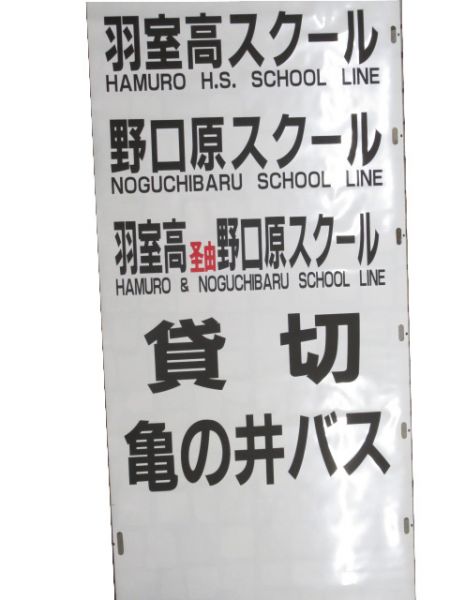 羽室高スクール
HAMURO H.S. SCHOOL LINE
野口原スクール
NOGUCHIBARU SCHOOL LINE
羽室高圣由野口原スクール
HAMURO & NOGUCHIBARU SCHOOL LINE
貸切
亀の井バス